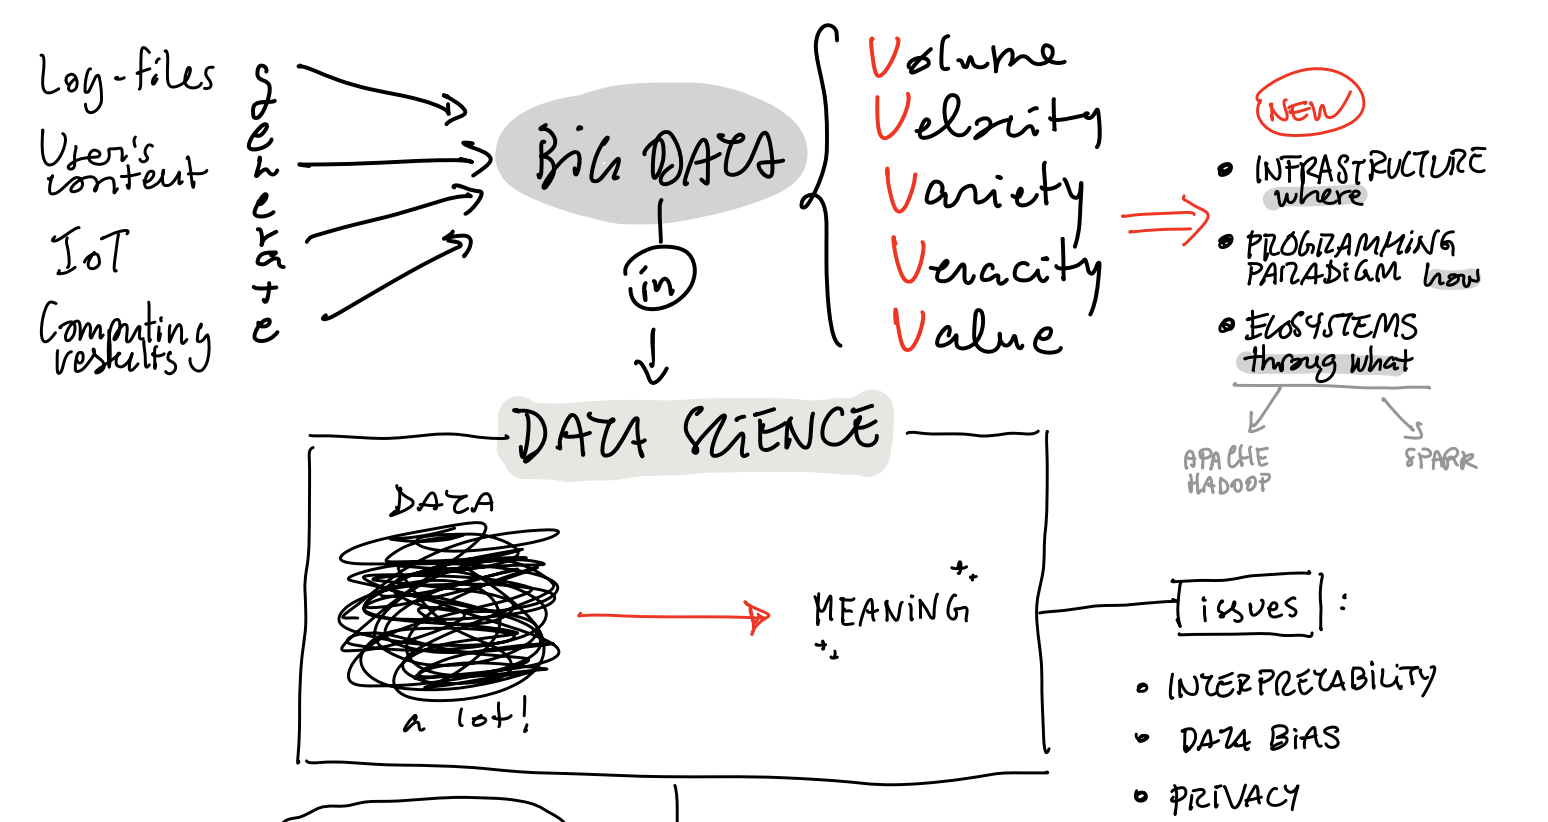 Log-files
User's
content
IoT
Computing
results
generate
BIG DATA
in
Volume
Velocity
Variety
Veracity
Value
NEW
• INFRASTRUCTURE
where
• PROGRAMMING
PARADIGM how
• ECOSYSTEMS
throug what
APACHE
HADOOP
SPARK
DATA SCIENCE
DATA
a lot!
MEANING
issues :
• INTERPRETABILITY
• DATA BIAS
• PRIVACY